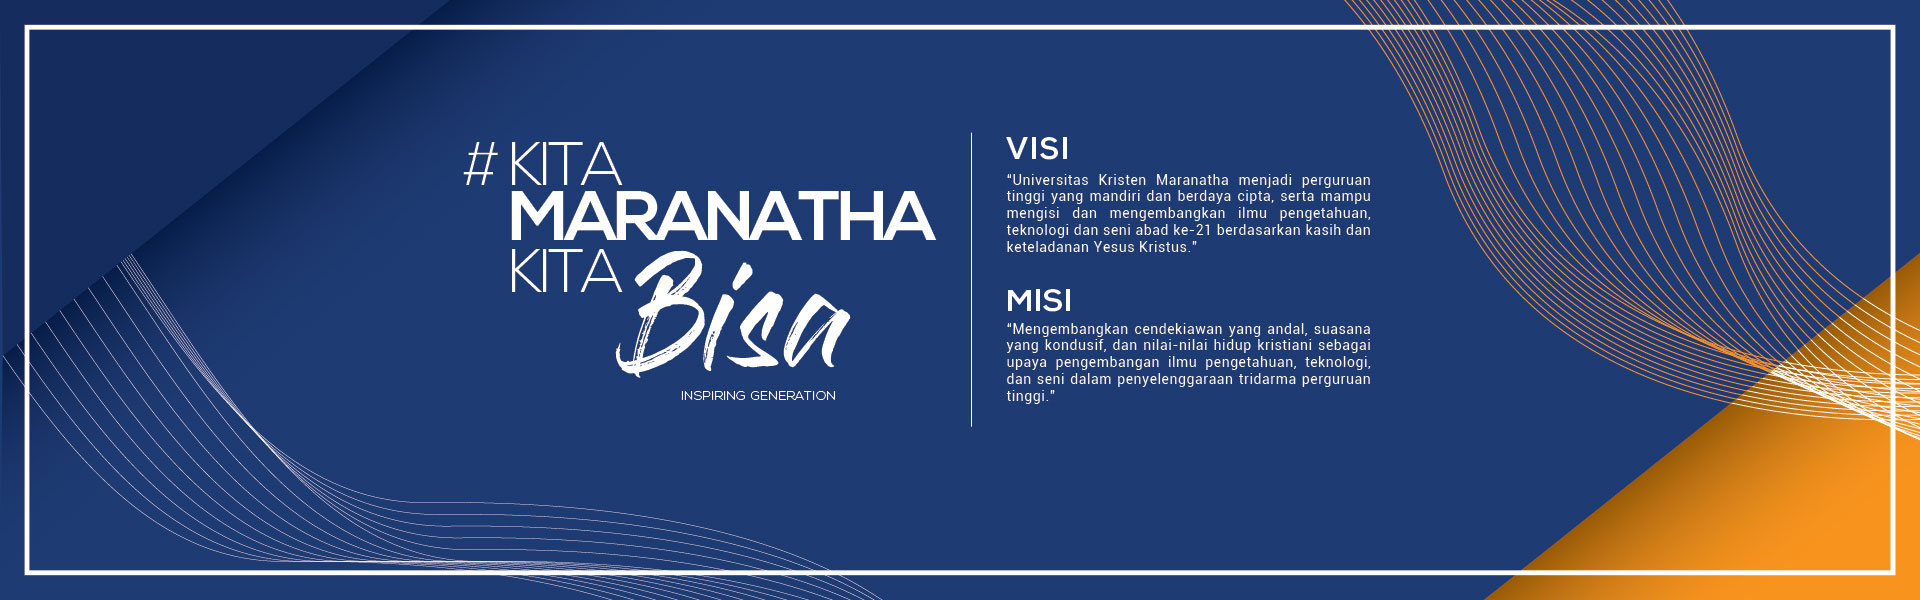 # KITA
MARANATHA
KITA Bisa
INSPIRING GENERATION
VISI
“Universitas Kristen Maranatha menjadi perguruan
tinggi yang mandiri dan berdaya cipta, serta mampu
mengisi dan mengembangkan ilmu pengetahuan,
teknologi dan seni abad ke-21 berdasarkan kasih dan
keteladanan Yesus Kristus.”
MISI
“Mengembangkan cendekiawan yang andal, suasana
yang kondusif, dan nilai-nilai hidup kristiani sebagai
upaya pengembangan ilmu pengetahuan, teknologi,
dan seni dalam penyelenggaraan tridarma perguruan
tinggi.”